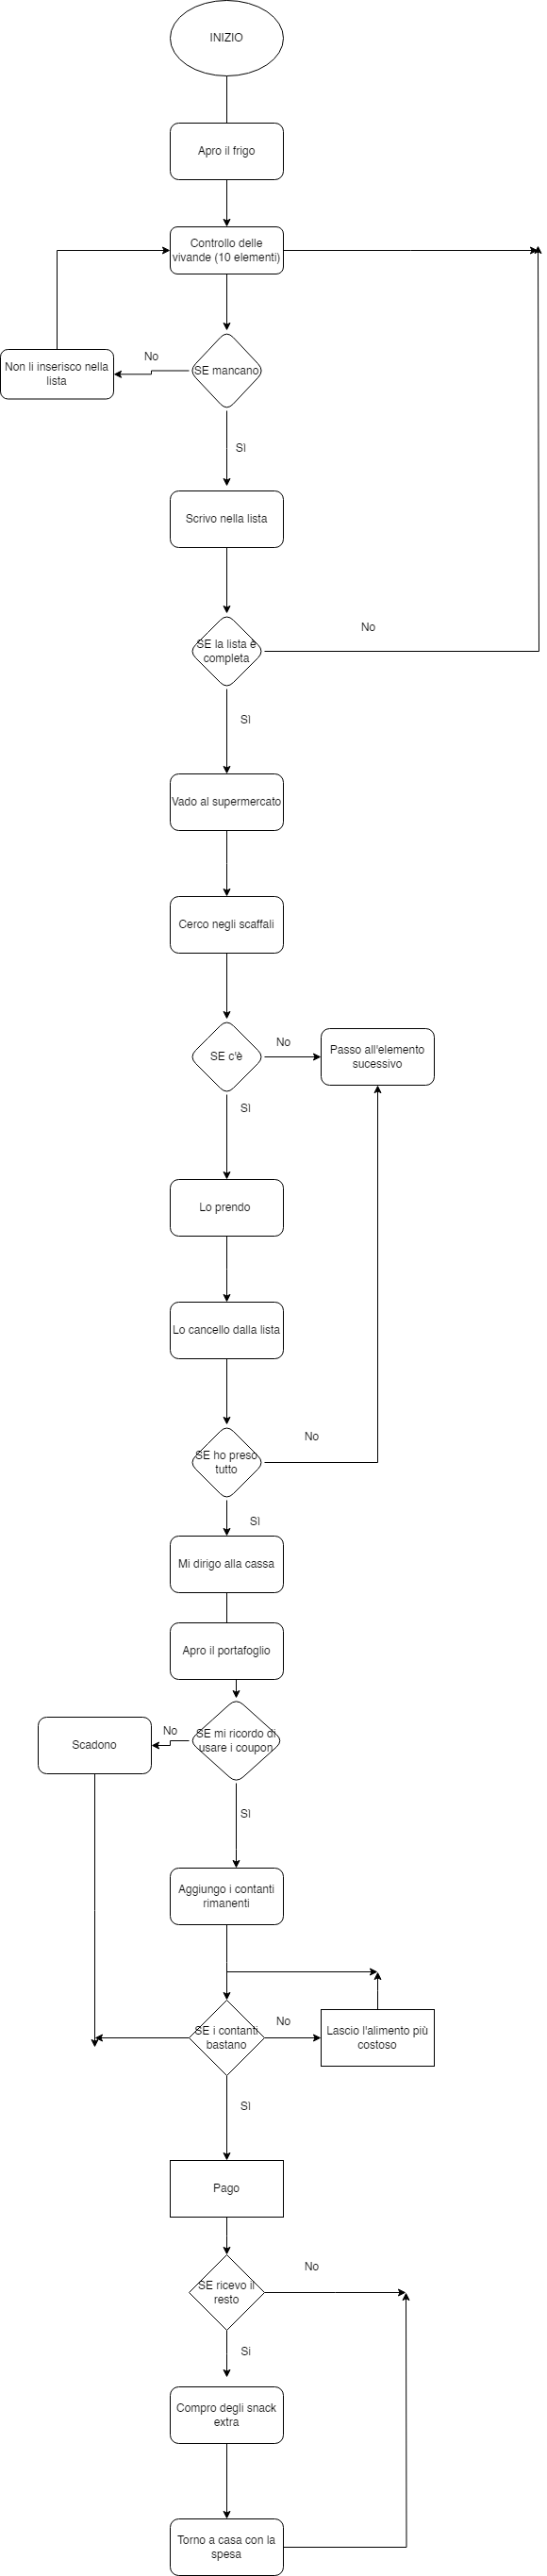 INIZIO
Apro il frigo
Controllo delle
vivande (10 elementi)
No
Non li inserisco nella
lista
SE mancano
SÌ
Scrivo nella lista
No
SE la lista è
completa
SÌ
Vado al supermercato
Cerco negli scaffali
No
SE c'è
Passo all'elemento
sucessivo
SÌ
Lo prendo
Lo cancello dalla lista
No
SE ho preso
tutto
SÌ
Mi dirigo alla cassa
Apro il portafoglio
No
Scadono
SE mi ricordo di
usare i coupon
SÌ
Aggiungo i contanti
rimanenti
No
SE i contanti
bastano
Lascio l'alimento più
costoso
SÌ
Pago
No
SE ricevo il
resto
Si
Compro degli snack
extra
Torno a casa con la
spesa